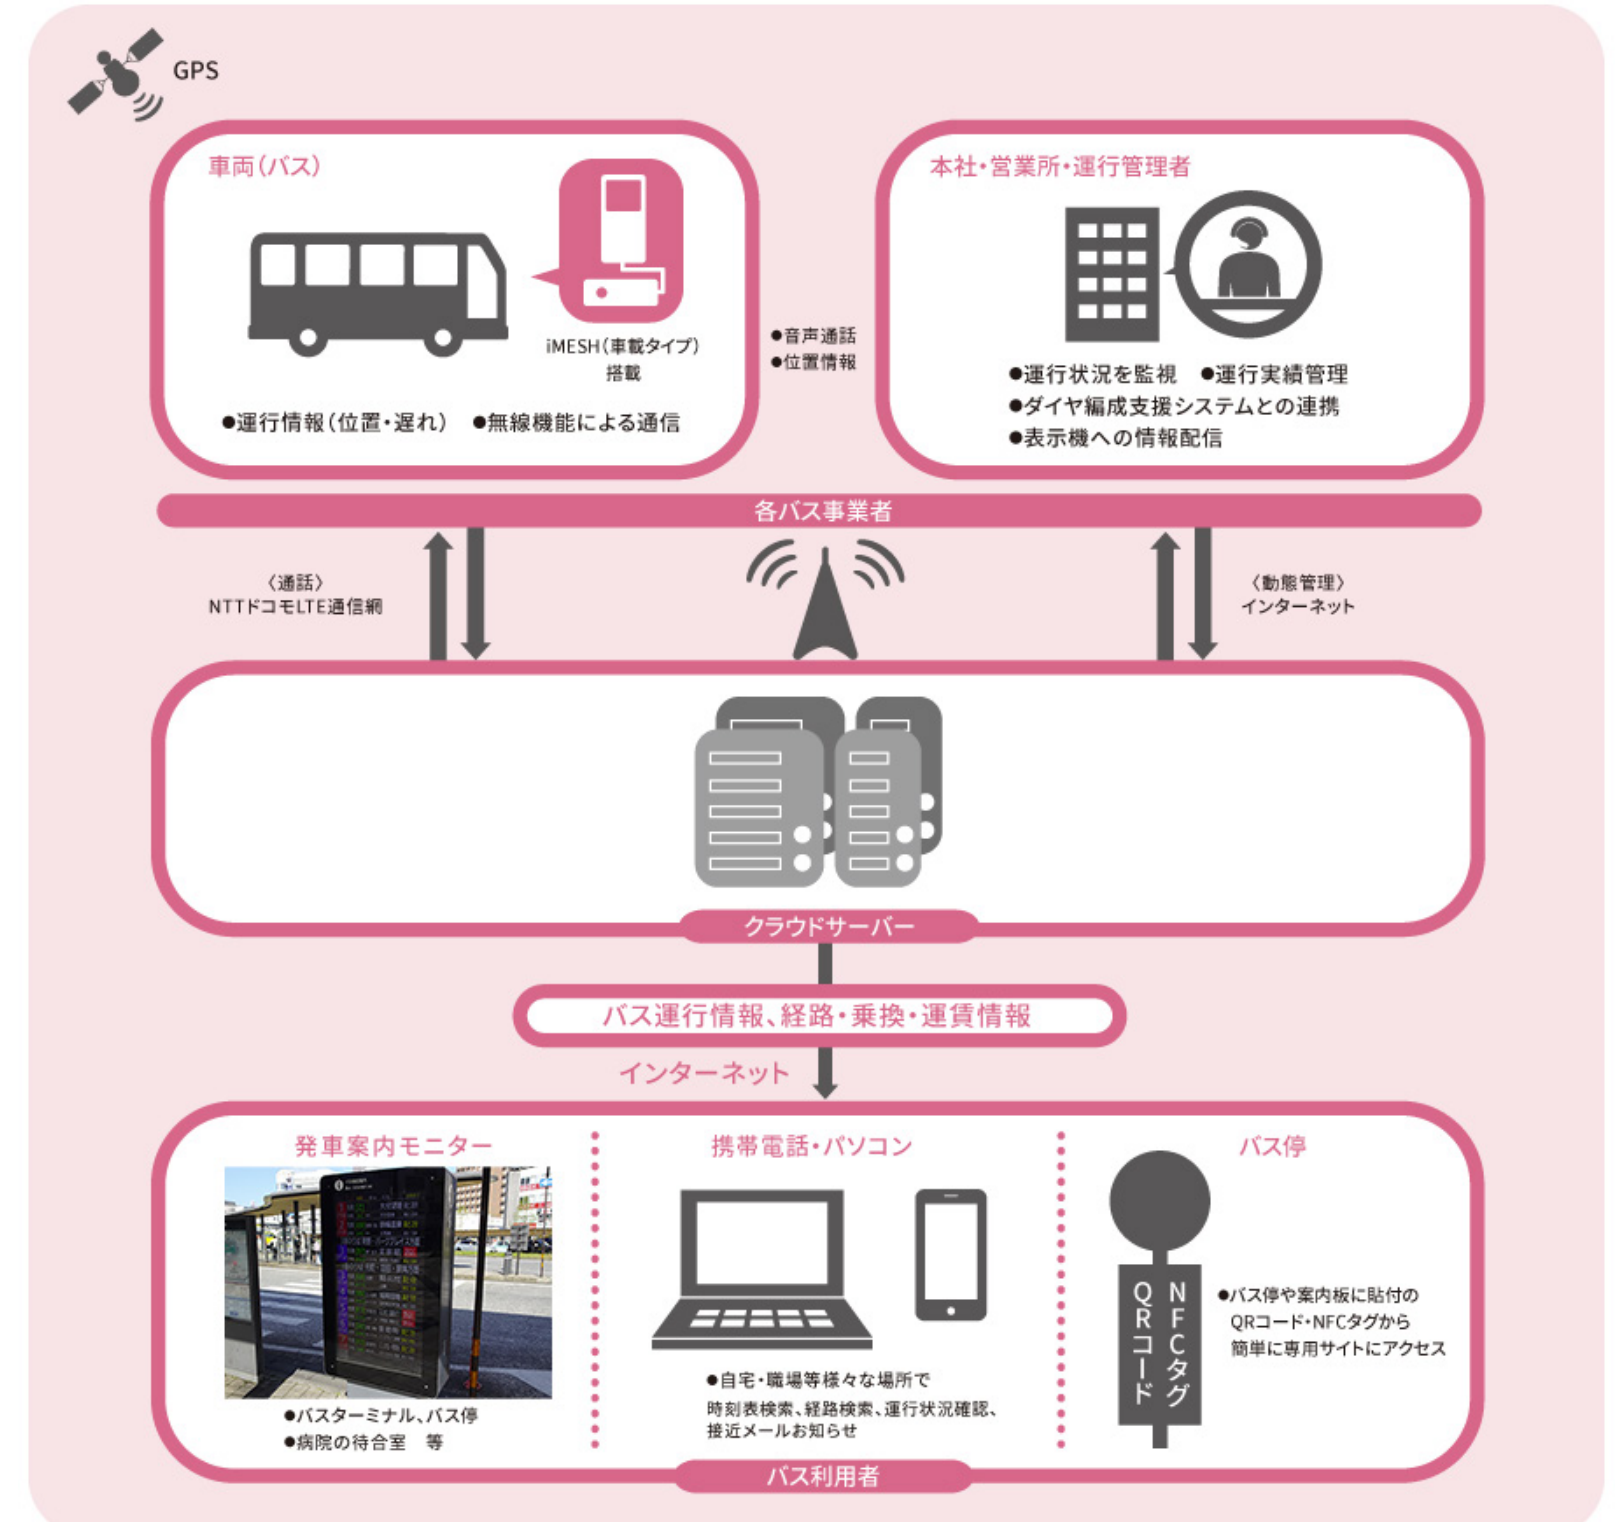 GPS
車両(バス)
iMESH(車載タイプ)
搭載
●運行情報(位置・遅れ) ●無線機能による通信
●音声通話
●位置情報
本社・営業所・運行管理者
●運行状況を監視 ●運行実績管理
●ダイヤ編成支援システムとの連携
●表示機への情報配信
各バス事業者
〈通話〉
NTTドコモLTE通信網
〈動態管理〉
インターネット
クラウドサーバー
バス運行情報、経路・乗換・運賃情報
インターネット
発車案内モニター
●バスターミナル、バス停
●病院の待合室 等
携帯電話・パソコン
●自宅・職場等様々な場所で
時刻表検索、経路検索、運行状況確認、
接近メールお知らせ
バス停
NFCタグ
QRコード
●バス停や案内板に貼付の
QRコード・NFCタグから
簡単に専用サイトにアクセス
バス利用者